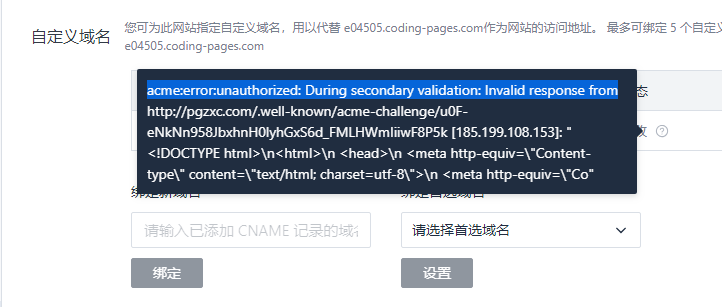 自定义域名
您可为此网站指定自定义域名，用以代替 e04505.coding-pages.com作为网站的访问地址。 最多可绑定 5 个自定义
e04505.coding-pages.com
acme:error:unauthorized: During secondary validation: Invalid response from
http://pgzxc.com/.well-known/acme-challenge/u0F-
eNkNn958JbxhnH0lyhGxS6d_FMLHWmIiiwF8P5k [185.199.108.153]: "
<!DOCTYPE html>\n<html>\n <head>\n <meta http-equiv=\"Content-
type\" content=\"text/html; charset=utf-8\">\n <meta http-equiv=\"Co"
态
败
绑定新域名
绑定首选域名
请输入已添加 CNAME 记录的域名
请选择首选域名
绑定
设置